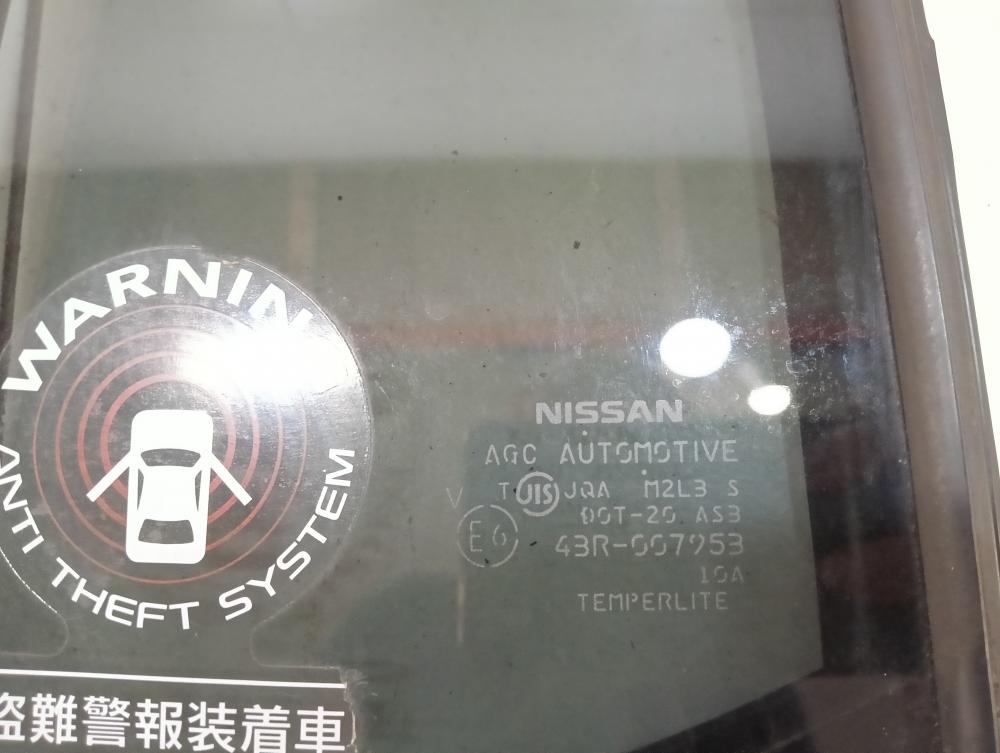 WARNIN
ANTI THEFT SYSTEM
盗難警報装着車
NISSAN
AGC AUTOMOTIVE
V T JIS JQA M2L3 S
DOT-20 AS3
E6 43R-007953
10A
TEMPERLITE